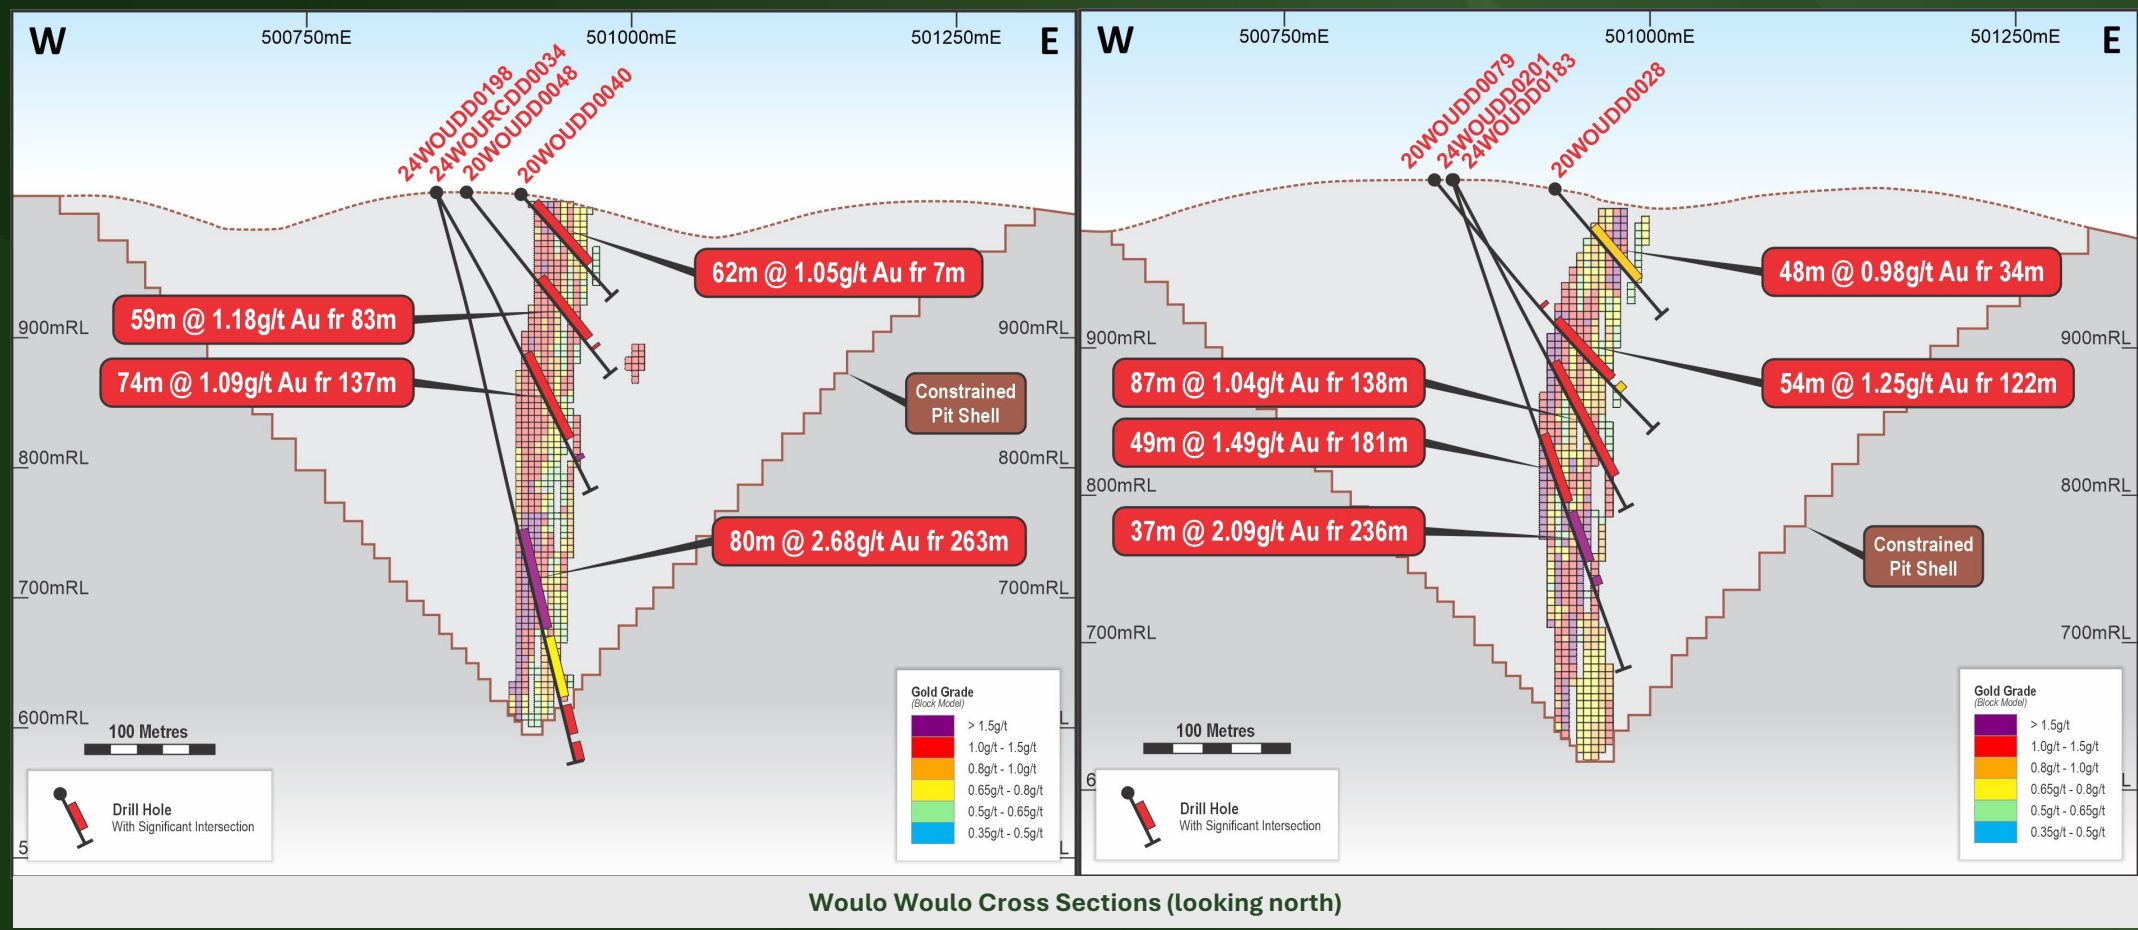 W
500750mE
501000mE
501250mE
E
24WOUDD0198
24WOURCDD0034
20WOUDD0048
20WOUDD0040
62m @ 1.05g/t Au fr 7m
59m @ 1.18g/t Au fr 83m
74m @ 1.09g/t Au fr 137m
80m @ 2.68g/t Au fr 263m
Constrained
Pit Shell
900mRL
900mRL
800mRL
800mRL
700mRL
700mRL
600mRL
L
5
L
100 Metres
Drill Hole
With Significant Intersection
Gold Grade
(Block Model)
> 1.5g/t
1.0g/t - 1.5g/t
0.8g/t - 1.0g/t
0.65g/t - 0.8g/t
0.5g/t - 0.65g/t
0.35g/t - 0.5g/t
W
500750mE
501000mE
501250mE
E
20WOUDD0079
24WOUDD0201
24WOUDD0183
20WOUDD0028
48m @ 0.98g/t Au fr 34m
54m @ 1.25g/t Au fr 122m
87m @ 1.04g/t Au fr 138m
49m @ 1.49g/t Au fr 181m
37m @ 2.09g/t Au fr 236m
Constrained
Pit Shell
900mRL
900mRL
800mRL
800mRL
700mRL
700mRL
6
L
100 Metres
Drill Hole
With Significant Intersection
Gold Grade
(Block Model)
> 1.5g/t
1.0g/t - 1.5g/t
0.8g/t - 1.0g/t
0.65g/t - 0.8g/t
0.5g/t - 0.65g/t
0.35g/t - 0.5g/t
Woulo Woulo Cross Sections (looking north)